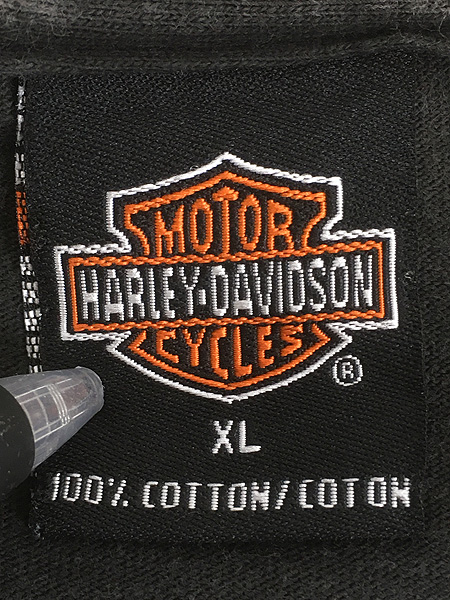 MOTOR
HARLEY-DAVIDSON
CYCLES
®
XL
100% COTTON/COTON